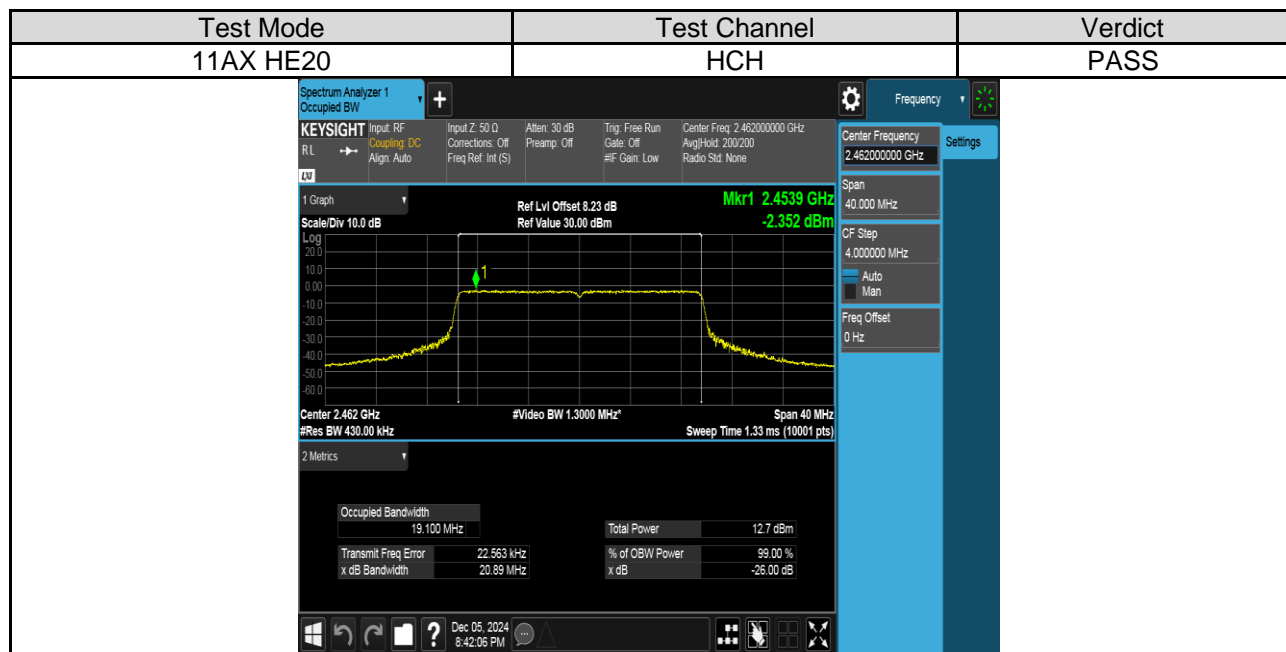 Test Mode Test Channel Verdict
11AX HE20 HCH PASS
Spectrum Analyzer 1
Occupied BW
+
Frequency
KEYSIGHT Input: RF Input Z: 50 Ω Atten: 30 dB Trig: Free Run Center Freq: 2.462000000 GHz
RL Coupling: DC Corrections: Off Preamp: Off Gate: Off Avg|Hold: 200/200
Align: Auto Freq Ref: Int (S) #IF Gain: Low Radio Std: None
LXI
Center Frequency
2.462000000 GHz
Settings
Span
40.000 MHz
CF Step
4.000000 MHz
Auto
Man
Freq Offset
0 Hz
1 Graph Ref Lvl Offset 8.23 dB Mkr1 2.4539 GHz
Scale/Div 10.0 dB Ref Value 30.00 dBm -2.352 dBm
Log
20.0
10.0
1
0.00
-10.0
-20.0
-30.0
-40.0
-50.0
-60.0
Center 2.462 GHz #Video BW 1.3000 MHz* Span 40 MHz
#Res BW 430.00 kHz Sweep Time 1.33 ms (10001 pts)
2 Metrics
Occupied Bandwidth
19.100 MHz Total Power 12.7 dBm
Transmit Freq Error 22.563 kHz % of OBW Power 99.00 %
x dB Bandwidth 20.89 MHz x dB -26.00 dB
? Dec 05, 2024
8:42:06 PM